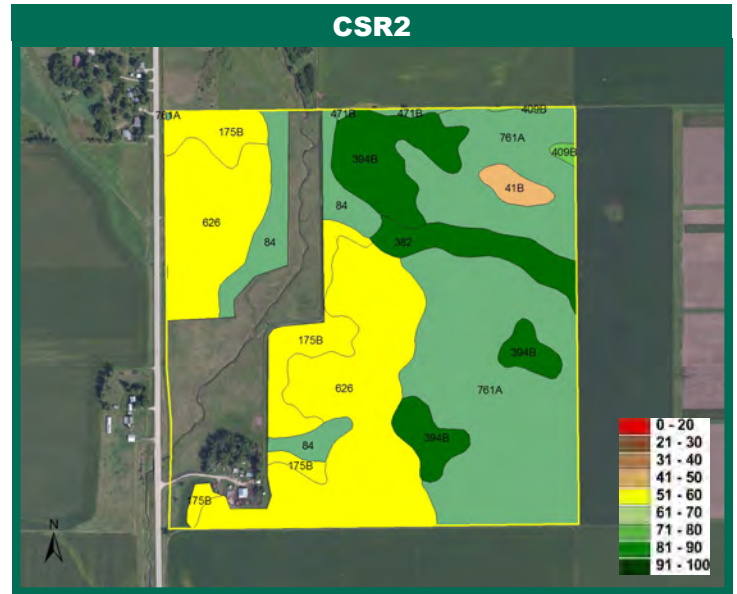 CSR2
761A
175B
471B
471B
409B
761A
394B
409B
41B
626
84
84
382
175B
394B
626
761A
84
394B
175B
175B
N
0 - 20
21 - 30
31 - 40
41 - 50
51 - 60
61 - 70
71 - 80
81 - 90
91 - 100